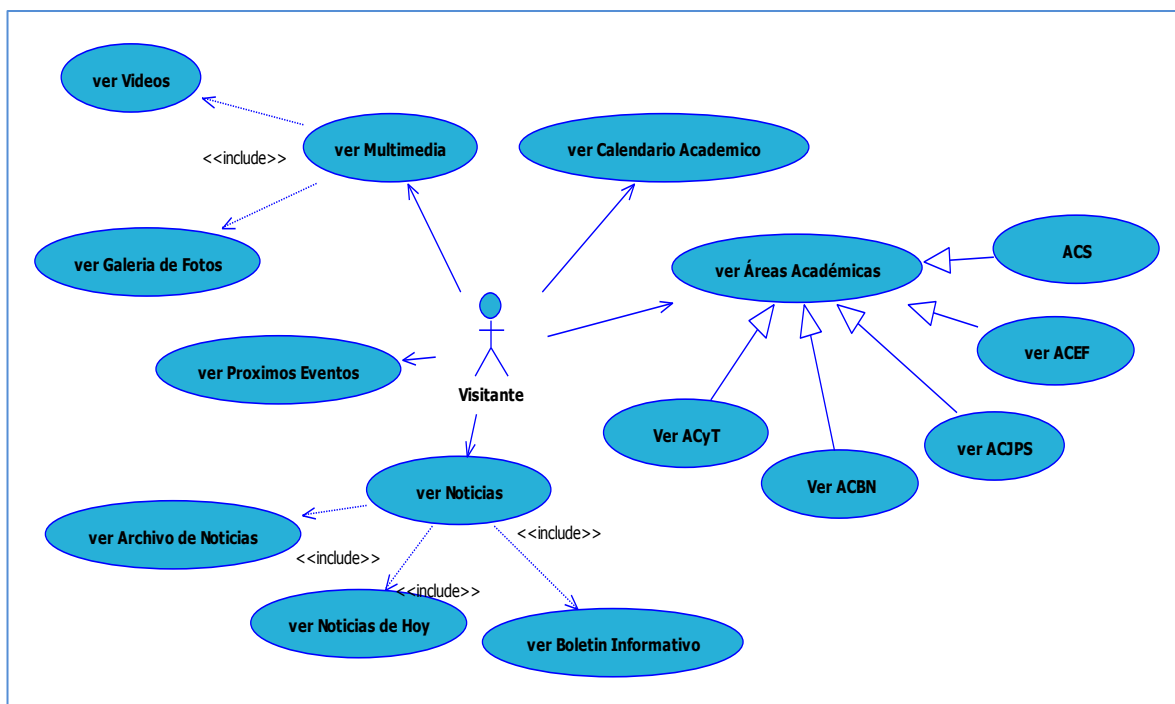 ver Videos
<<include>>
ver Multimedia
ver Calendario Academico
ver Galeria de Fotos
ver Áreas Académicas
ACS
ver ACEF
ver Proximos Eventos
Visitante
Ver ACyT
ver ACJPS
Ver ACBN
ver Noticias
ver Archivo de Noticias
<<include>>
<<include>>
<<include>>
ver Noticias de Hoy
ver Boletin Informativo